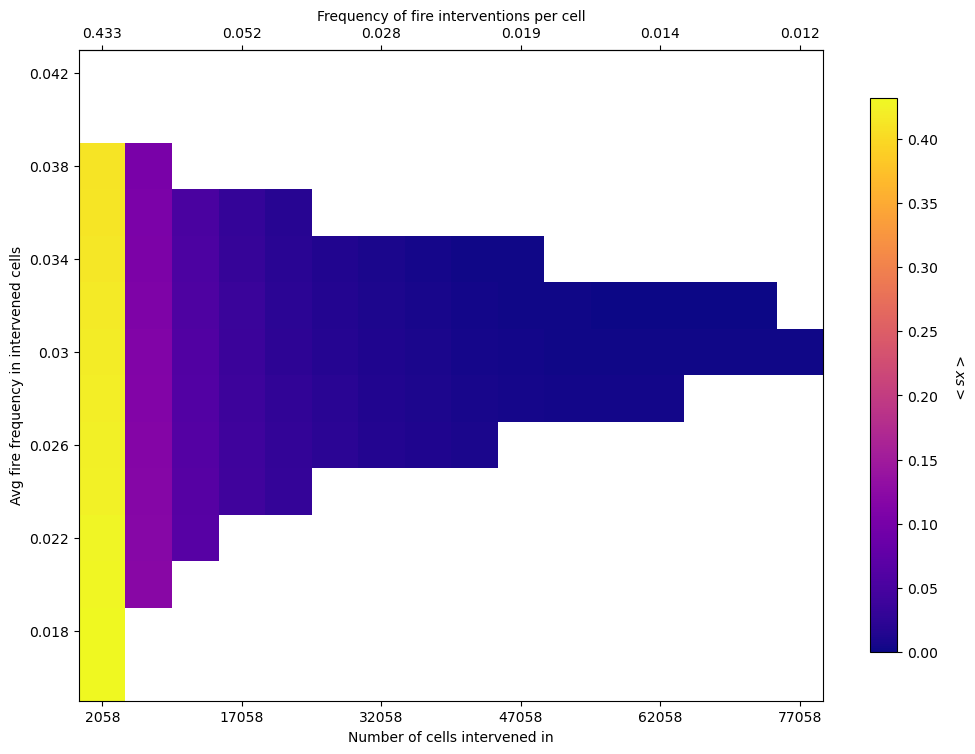 Frequency of fire interventions per cell
0.433 0.052 0.028 0.019 0.014 0.012
0.042
0.038
0.034
0.03
0.026
0.022
0.018
Avg fire frequency in intervened cells
2058 17058 32058 47058 62058 77058
Number of cells intervened in
0.40
0.35
0.30
0.25
0.20
0.15
0.10
0.05
0.00
< sx >